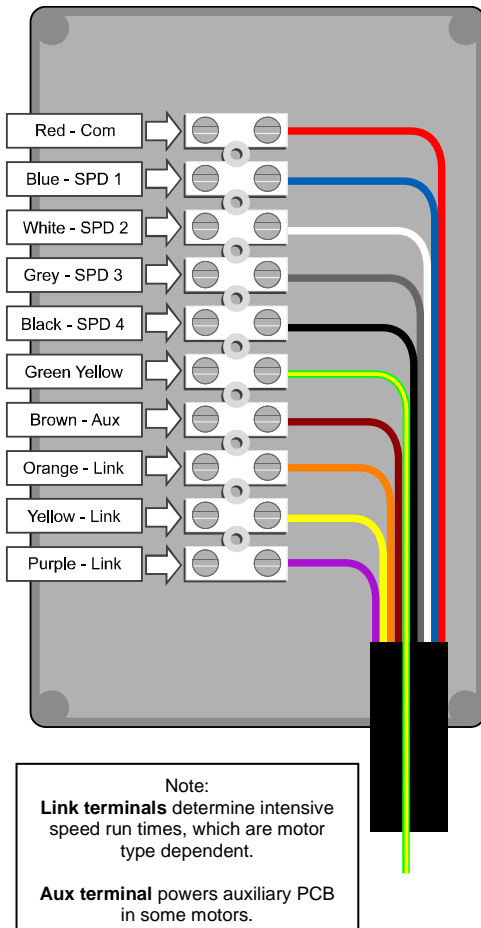 Red - Com
Blue - SPD 1
White - SPD 2
Grey - SPD 3
Black - SPD 4
Green Yellow
Brown - Aux
Orange - Link
Yellow - Link
Purple - Link
Note:
Link terminals determine intensive
speed run times, which are motor
type dependent.
Aux terminal powers auxiliary PCB
in some motors.